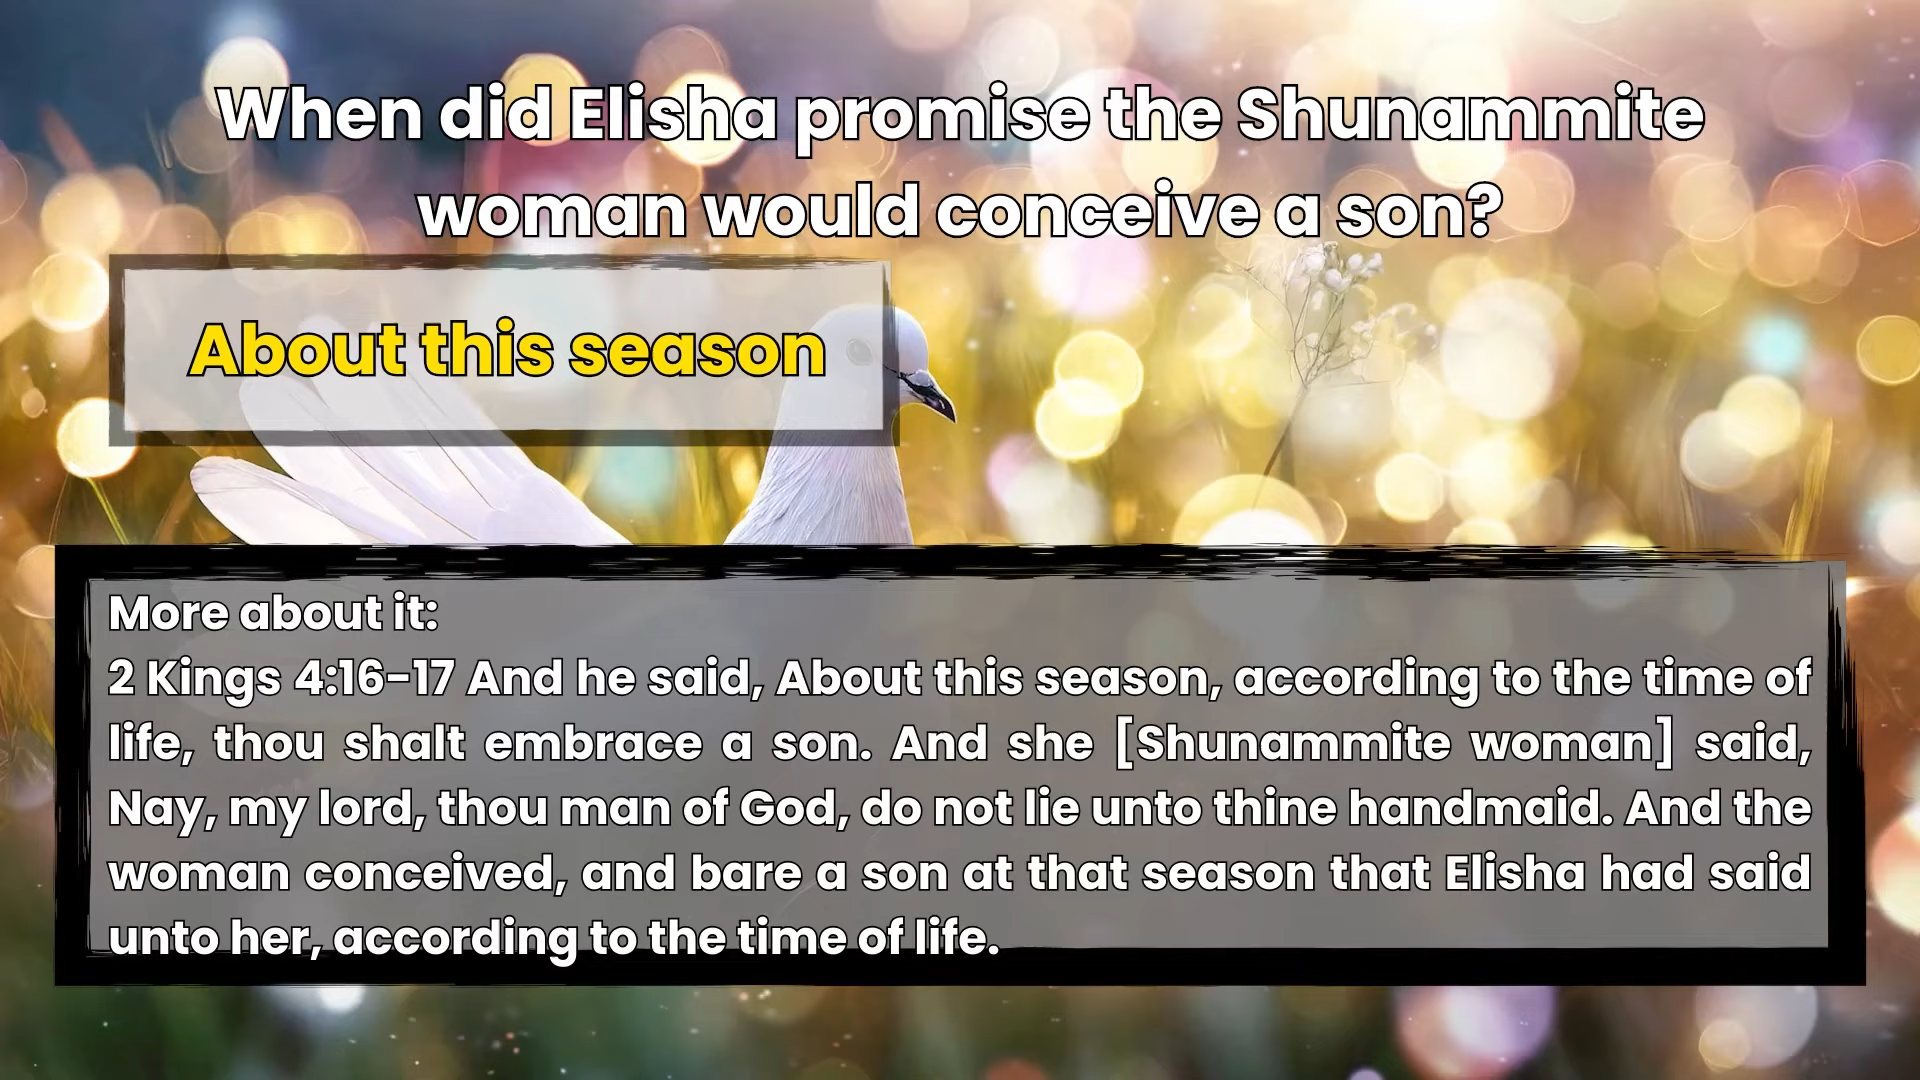 When did Elisha promise the Shunammite
woman would conceive a son?
About this season
More about it:
2 Kings 4:16-17 And he said, About this season, according to the time of
life, thou shalt embrace a son. And she [Shunammite woman] said,
Nay, my lord, thou man of God, do not lie unto thine handmaid. And the
woman conceived, and bare a son at that season that Elisha had said
unto her, according to the time of life.